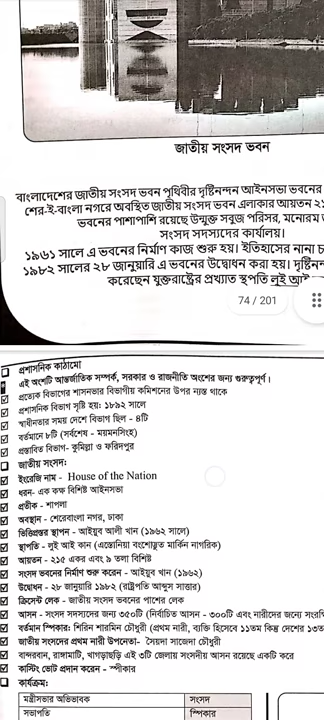 জাতীয় সংসদ ভবন
বাংলাদেশের জাতীয় সংসদ ভবন পৃথিবীর দৃষ্টিনন্দন আইনসভা ভবনের
শের-ই-বাংলা নগরে অবস্থিত জাতীয় সংসদ ভবন এলাকার আয়তন ২১
ভবনের পাশাপাশি রয়েছে উন্মুক্ত সবুজ পরিসর, মনোরম
সংসদ সদস্যদের কার্যালয়।
১৯৬১ সালে এ ভবনের নির্মাণ কাজ শুরু হয়। ইতিহাসের নানা
১৯৮২ সালের ২৮ জানুয়ারি এ ভবনের উদ্বোধন করা হয়। দৃষ্টিনন্
করেছেন যুক্তরাষ্ট্রের প্রখ্যাত স্থপতি লুই
74 / 201
প্রশাসনিক কাঠামো
এই অংশটি আন্তর্জাতিক সম্পর্ক, সরকার ও রাজনীতি অংশের জন্য গুরুত্বপূর্ণ।
প্রত্যেক বিভাগের শাসনভার বিভাগীয় কমিশনের উপর ন্যস্ত থাকে
প্রশাসনিক বিভাগ সৃষ্টি হয়: ১৮৯২ সালে
স্বাধীনতার সময় দেশে বিভাগ ছিল - ৪টি
বর্তমানে ৮টি (সর্বশেষ - ময়মনসিংহ)
প্রস্তাবিত বিভাগ- কুমিল্লা ও ফরিদপুর
জাতীয় সংসদ:
ইংরেজি নাম - House of the Nation
ধরন- এক কক্ষ বিশিষ্ট আইনসভা
প্রতীক - শাপলা
অবস্থান - শেরেবাংলা নগর, ঢাকা
ভিত্তিপ্রস্তর স্থাপন - আইয়ুব খান (১৯৬২ সালে)
স্থপতি - লুই আই কান (এস্তোনিয়া বংশোদ্ভূত মার্কিন নাগরিক)
আয়তন - ২১৫ একর এবং ৯ তলা বিশিষ্ট
সংসদ ভবনের নির্মাণ শুরু করেন - আইয়ুব খান (১৯৬২)
উদ্বোধন - ২৮ জানুয়ারি ১৯৮২ (রাষ্ট্রপতি আব্দুস সাত্তার)
ক্রিসেন্ট লেক - জাতীয় সংসদ ভবনের পাশের লেক
আসন - সংসদ সদস্যদের জন্য ৩৫০টি (নির্বাচিত আসন - ৩০০টি এবং নারীদের জন্যে
বর্তমান স্পিকার: শিরিন শারমিন চৌধুরী (প্রথম নারী, ব্যক্তি হিসেবে ১১তম কিন্তু দেশের ১৩ত
জাতীয় সংসদের প্রথম নারী উপনেতা- সৈয়দা সাজেদা চৌধুরী
বান্দরবান, রাঙ্গামাটি, খাগড়াছড়ি এই ৩টি জেলায় সংসদীয় আসন রয়েছে একটি করে
কাস্টিং ভোট প্রদান করেন - স্পীকার
কার্যক্রম:
মন্ত্রীসভার অভিভাবক সংসদ
সভাপতি স্পিকার